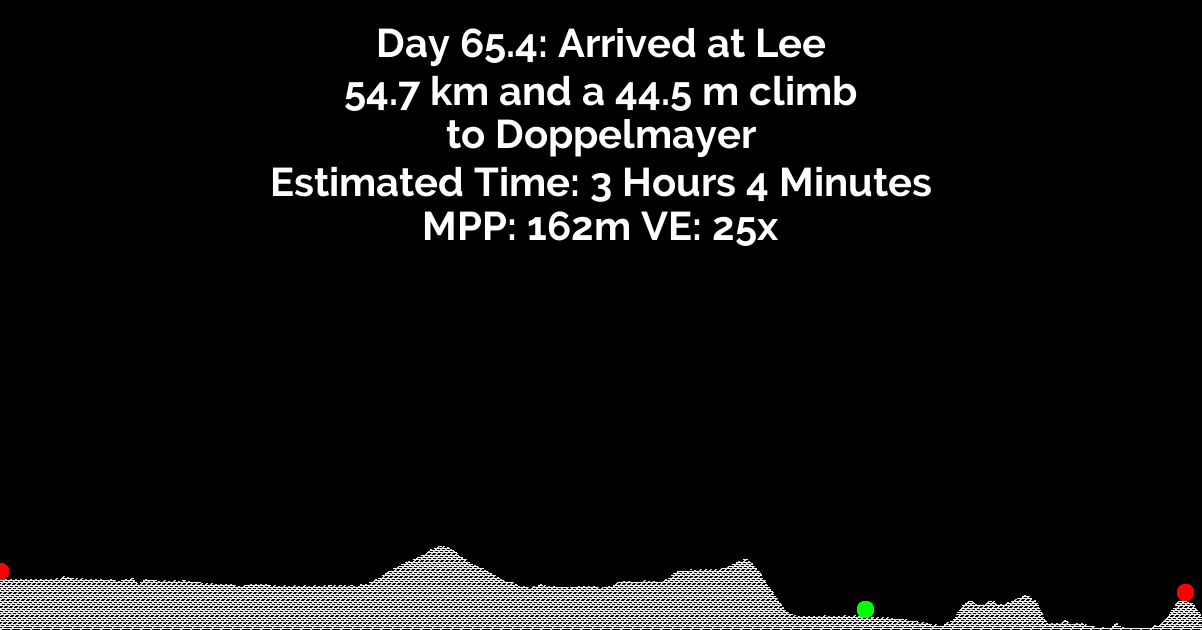 Day 65.4: Arrived at Lee
54.7 km and a 44.5 m climb
to Doppelmayer
Estimated Time: 3 Hours 4 Minutes
MPP: 162m VE: 25x